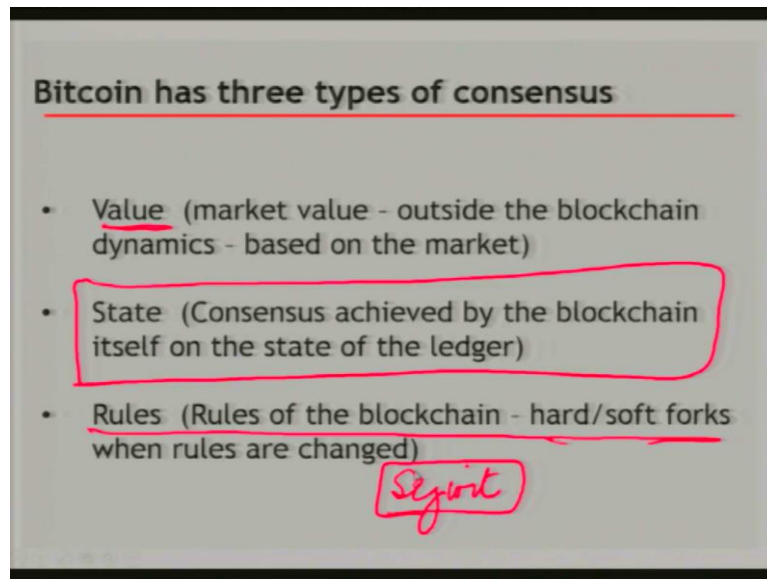 Bitcoin has three types of consensus
• Value (market value - outside the blockchain
dynamics - based on the market)
• State (Consensus achieved by the blockchain
itself on the state of the ledger)
• Rules (Rules of the blockchain - hard/soft forks
when rules are changed)
Segwit